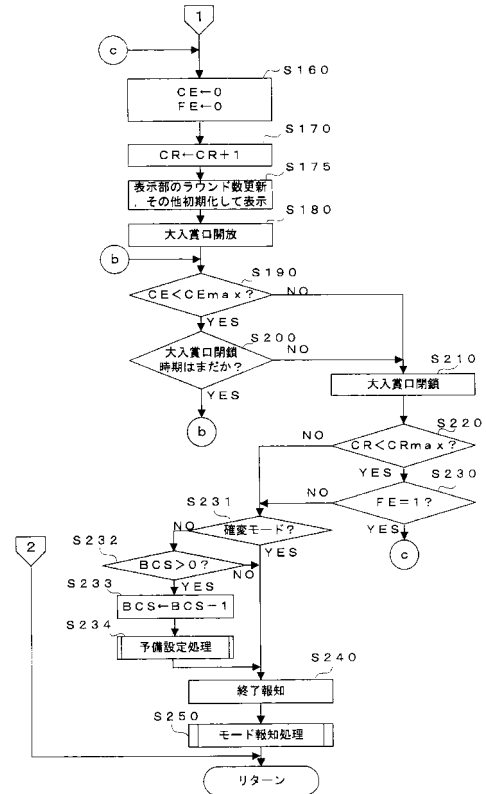 1
c
S160
CE←0
FE←0
S170
CR←CR+1
S175
表示部のラウンド数更新
,その他初期化して表示
S180
大入賞口開放
b
S190
CE<CEmax?
NO
YES
S200
大入賞口閉鎖
時期はまだか?
NO
YES
b
S210
大入賞口閉鎖
S220
CR<CRmax?
NO
YES
S230
FE=1?
NO
YES
c
S231
確変モード?
NO
YES
2
S232
BCS>0?
NO
YES
S233
BCS←BCS-1
S234
予備設定処理
S240
終了報知
S250
モード報知処理
リターン